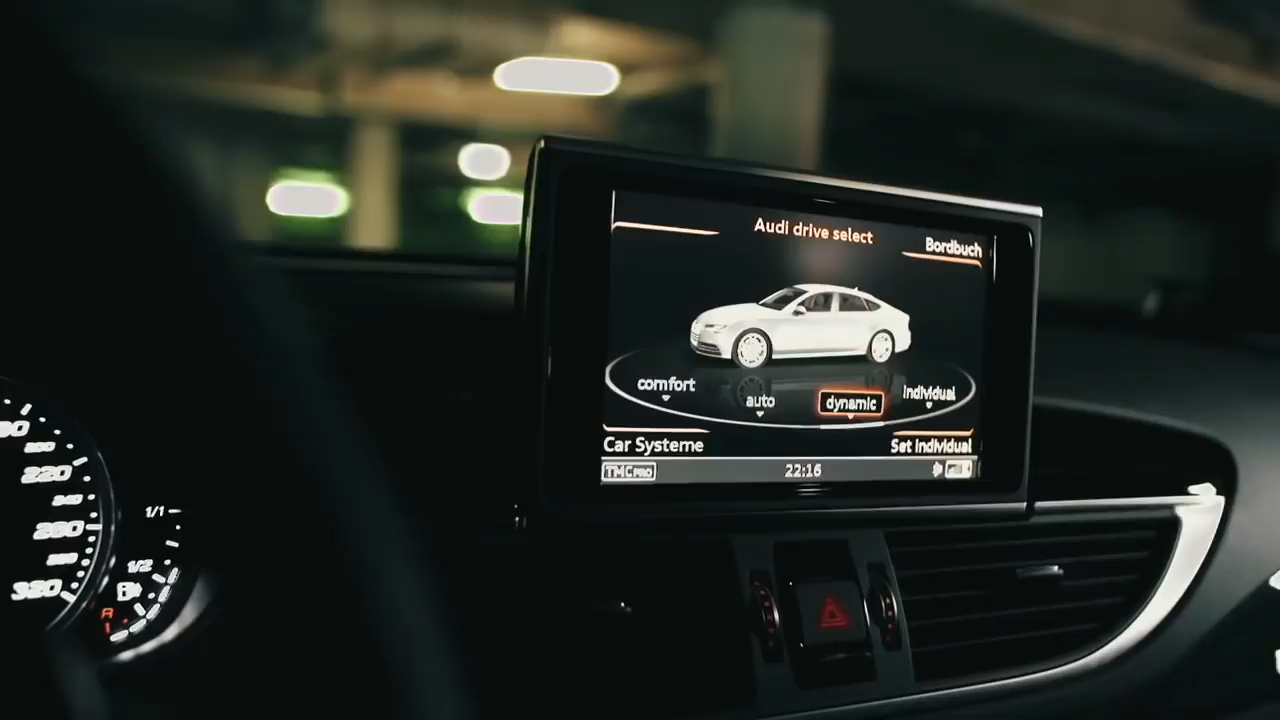 Audi drive select
Bordbuch
comfort
auto
dynamic
individual
Car Systeme
Set individual
TMC PRO
22:16
220
240
260
320
1/1
1/2
R